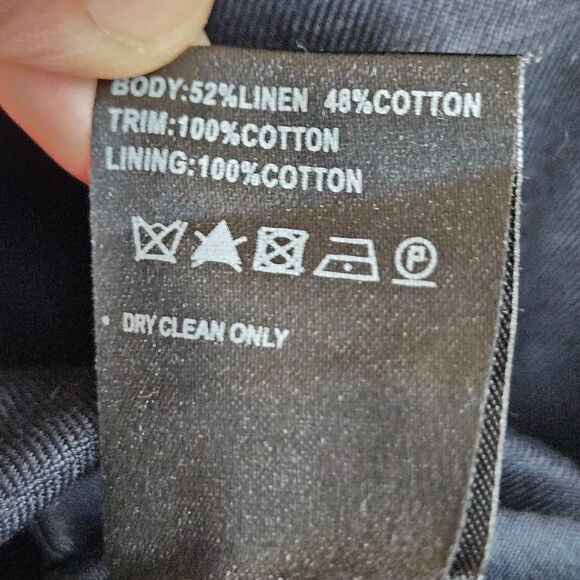 BODY:52%LINEN 48%COTTON
TRIM:100%COTTON
LINING:100%COTTON
P
• DRY CLEAN ONLY